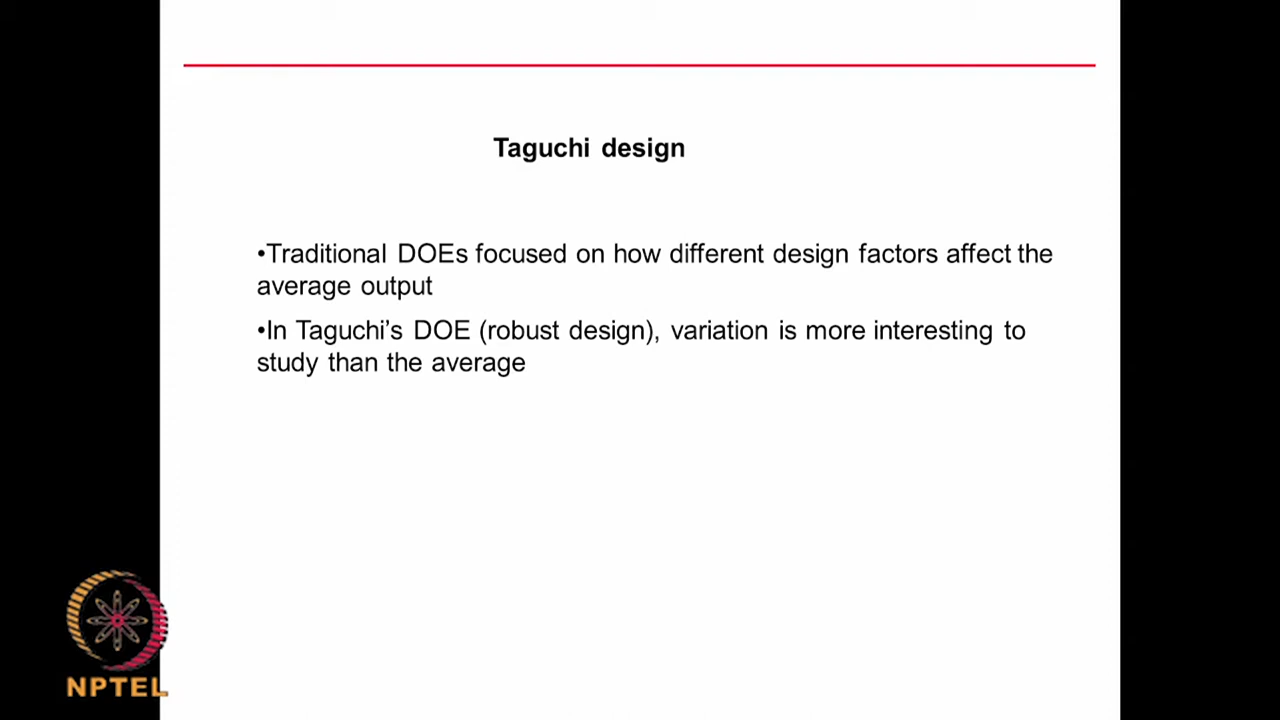 Taguchi design
•Traditional DOEs focused on how different design factors affect the
average output
•In Taguchi’s DOE (robust design), variation is more interesting to
study than the average
NPTEL